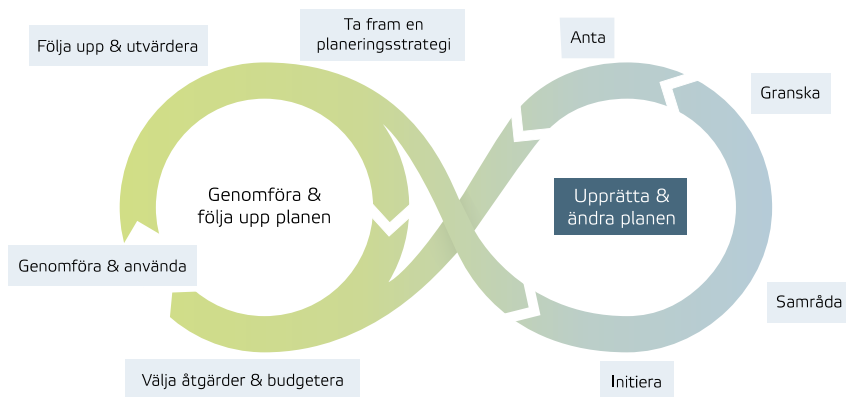 Ta fram en
planeringsstrategi
Följa upp & utvärdera
Anta
Granska
Genomföra &
följa upp planen
Upprätta &
ändra planen
Genomföra & använda
Samråda
Välja åtgärder & budgetera
Initiera